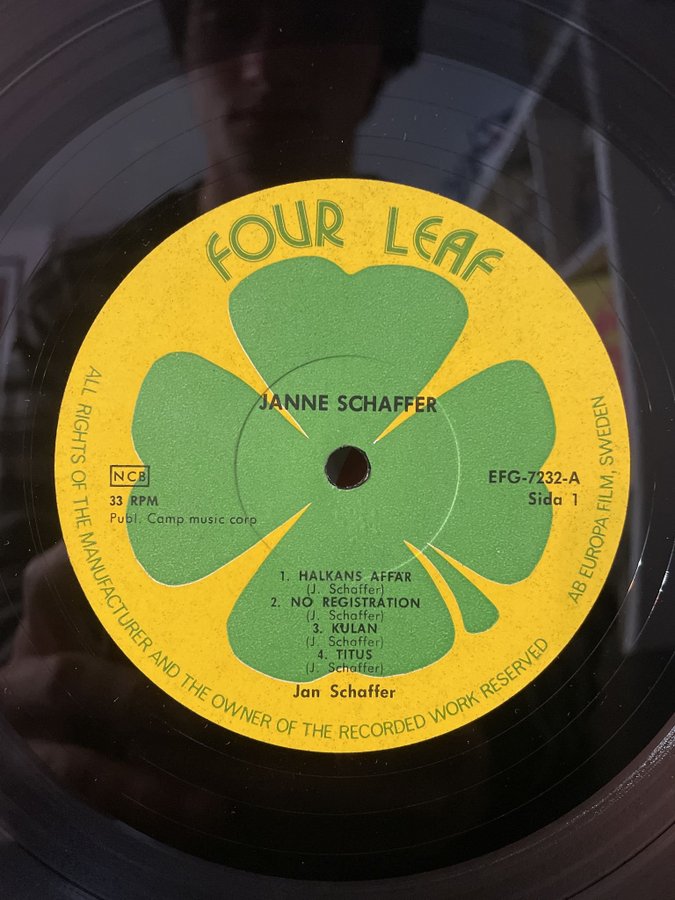 FOUR LEAF
JANNE SCHAFFER
NCB
33 RPM
Publ. Camp.music corp
EFG-7232-A
Sida 1
1. HALKANS AFFÄR
(J. Schaffer)
2. NO REGISTRATION
(J. Schaffer)
3. KULAN
(J. Schaffer)
4. TITUS
(J. Schaffer)
Jan Schaffer
ALL RIGHTS OF THE MANUFACTURER AND THE OWNER OF THE RECORDED WORK RESERVED
AB EUROPA FILM, SWEDEN